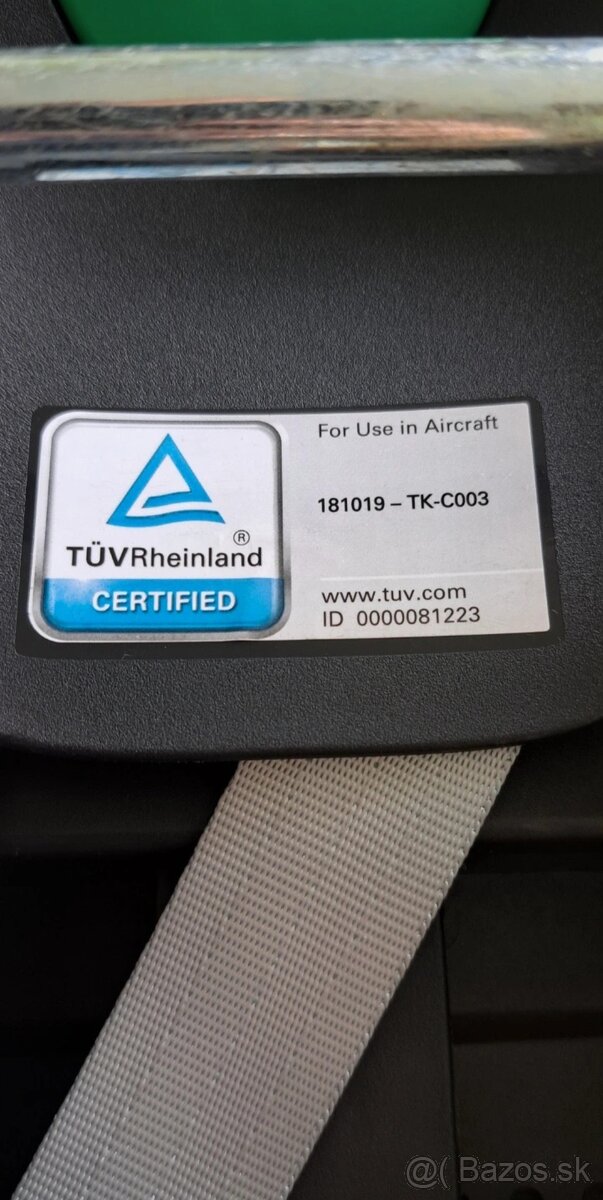 For Use in Aircraft
181019 – TK-C003
®
TÜVRheinland
CERTIFIED
www.tuv.com
ID 0000081223
@( Bazos.sk